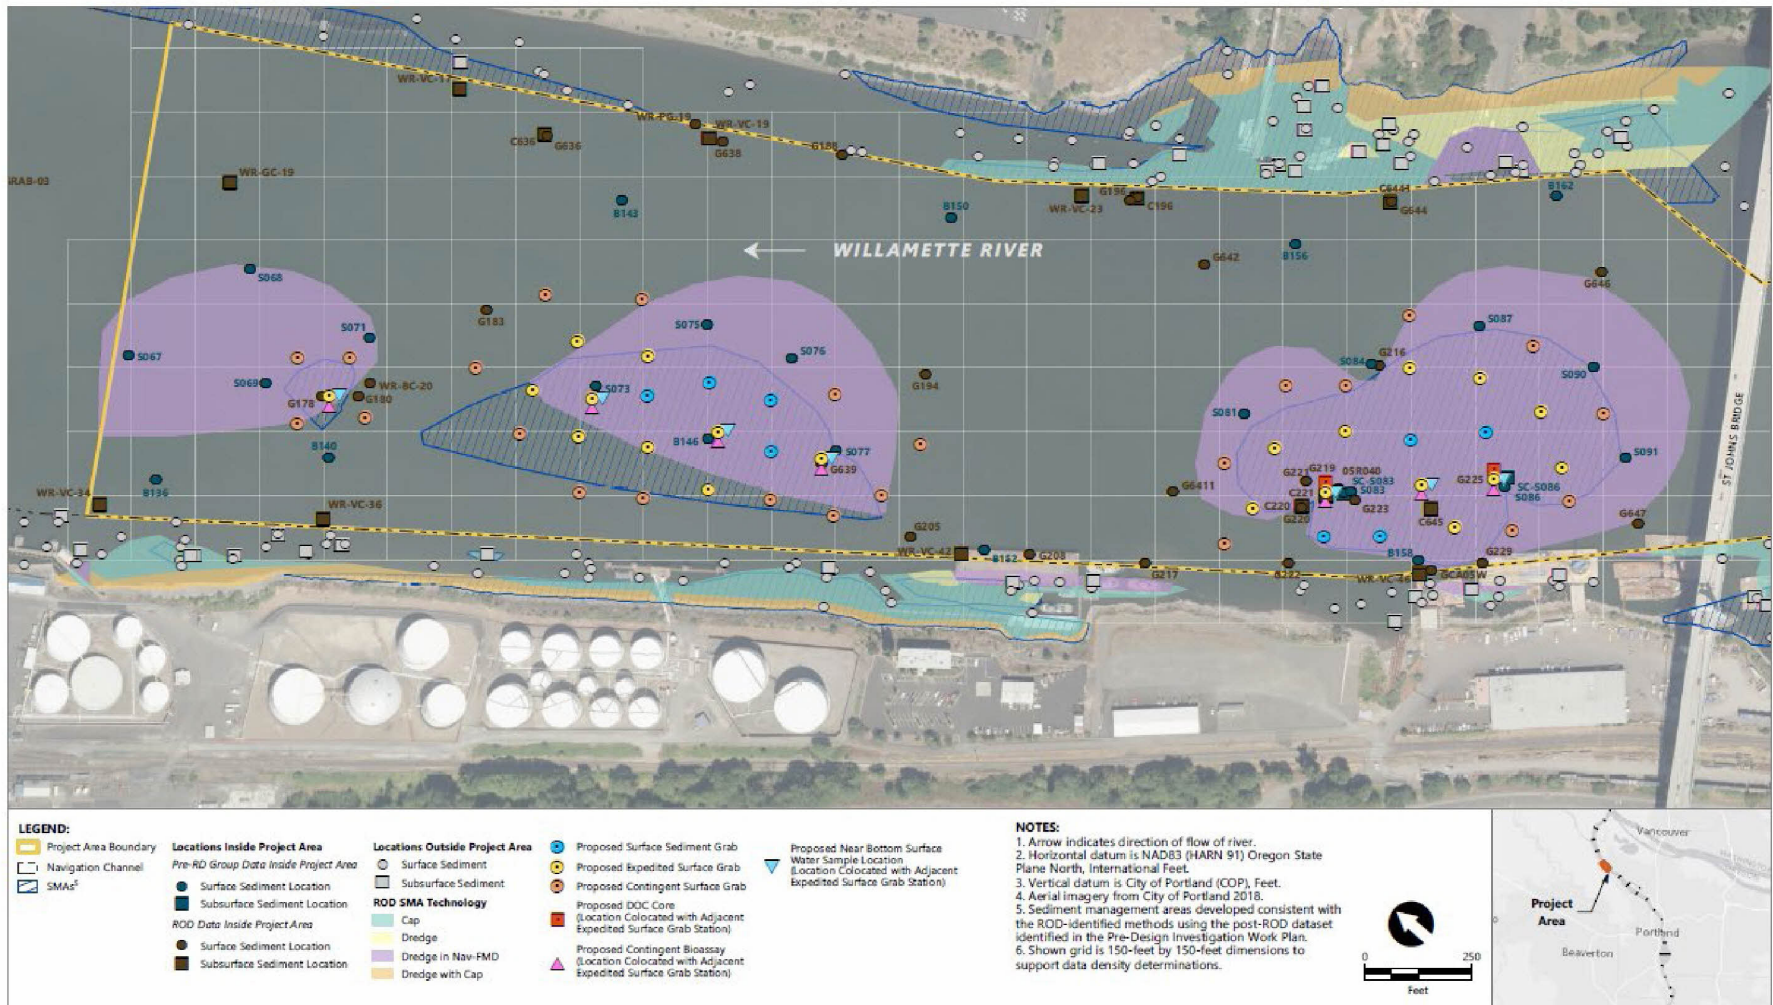 WR-VC-17
WR-PG-19
WR-VC-19
C636
G636
G638
G186
WR-GC-19
B143
B150
G196
C196
WR-VC-23
C6441
G644
B162
WILLAMETTE RIVER
G642
B156
G646
S068
S071
S067
S069
WR-BC-20
G178
G180
B140
B136
WR-VC-34
WR-VC-36
G183
S075
S076
S073
B146
S077
G639
G194
S087
S084
G216
S090
S081
S091
G221
G219
05R040
SC-S083
S083
C221
C220
G220
G223
G225
SC-S086
S086
C645
G6411
G647
G205
WR-VC-42
B152
G208
G217
G222
B158
G229
WR-VC-46
GCA05W
ST JOHNS BRIDGE
LEGEND:
Project Area Boundary
Navigation Channel
SMAs⁵
Locations Inside Project Area
Pre-RD Group Data Inside Project Area
Surface Sediment Location
Subsurface Sediment Location
ROD Data Inside Project Area
Surface Sediment Location
Subsurface Sediment Location
Locations Outside Project Area
Surface Sediment
Subsurface Sediment
ROD SMA Technology
Cap
Dredge
Dredge in Nav-FMD
Dredge with Cap
Proposed Surface Sediment Grab
Proposed Expedited Surface Grab
Proposed Contingent Surface Grab
Proposed DOC Core
(Location Colocated with Adjacent
Expedited Surface Grab Station)
Proposed Contingent Bioassay
(Location Colocated with Adjacent
Expedited Surface Grab Station)
Proposed Near Bottom Surface
Water Sample Location
(Location Colocated with Adjacent
Expedited Surface Grab Station)
NOTES:
1. Arrow indicates direction of flow of river.
2. Horizontal datum is NAD83 (HARN 91) Oregon State
Plane North, International Feet.
3. Vertical datum is City of Portland (COP), Feet.
4. Aerial imagery from City of Portland 2018.
5. Sediment management areas developed consistent with
the ROD-identified methods using the post-ROD dataset
identified in the Pre-Design Investigation Work Plan.
6. Shown grid is 150-feet by 150-feet dimensions to
support data density determinations.
0
250
Feet
Vancouver
Project
Area
Portland
Beaverton